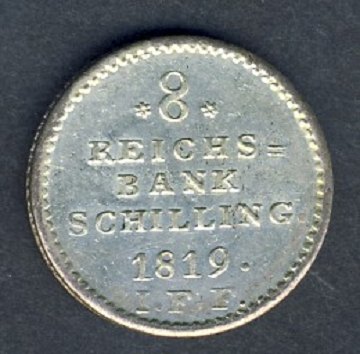 * 8 *
REICHS=
BANK
SCHILLING
1819.
I.F.F.